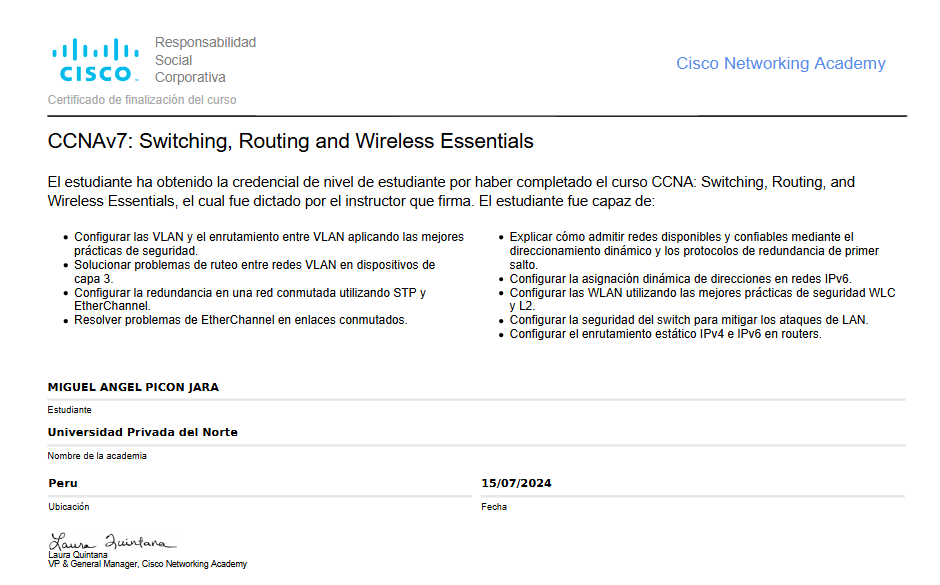 CISCO
Responsabilidad
Social
Corporativa
Cisco Networking Academy
Certificado de finalización del curso
CCNAv7: Switching, Routing and Wireless Essentials
El estudiante ha obtenido la credencial de nivel de estudiante por haber completado el curso CCNA: Switching, Routing, and
Wireless Essentials, el cual fue dictado por el instructor que firma. El estudiante fue capaz de:
• Configurar las VLAN y el enrutamiento entre VLAN aplicando las mejores
prácticas de seguridad.
• Solucionar problemas de ruteo entre redes VLAN en dispositivos de
capa 3.
• Configurar la redundancia en una red conmutada utilizando STP y
EtherChannel.
• Resolver problemas de EtherChannel en enlaces conmutados.
• Explicar cómo admitir redes disponibles y confiables mediante el
direccionamiento dinámico y los protocolos de redundancia de primer
salto.
• Configurar la asignación dinámica de direcciones en redes IPv6.
• Configurar las WLAN utilizando las mejores prácticas de seguridad WLC
y L2.
• Configurar la seguridad del switch para mitigar los ataques de LAN.
• Configurar el enrutamiento estático IPv4 e IPv6 en routers.
MIGUEL ANGEL PICON JARA
Estudiante
Universidad Privada del Norte
Nombre de la academia
Peru
Ubicación
15/07/2024
Fecha
Laura Quintana
Laura Quintana
VP & General Manager, Cisco Networking Academy